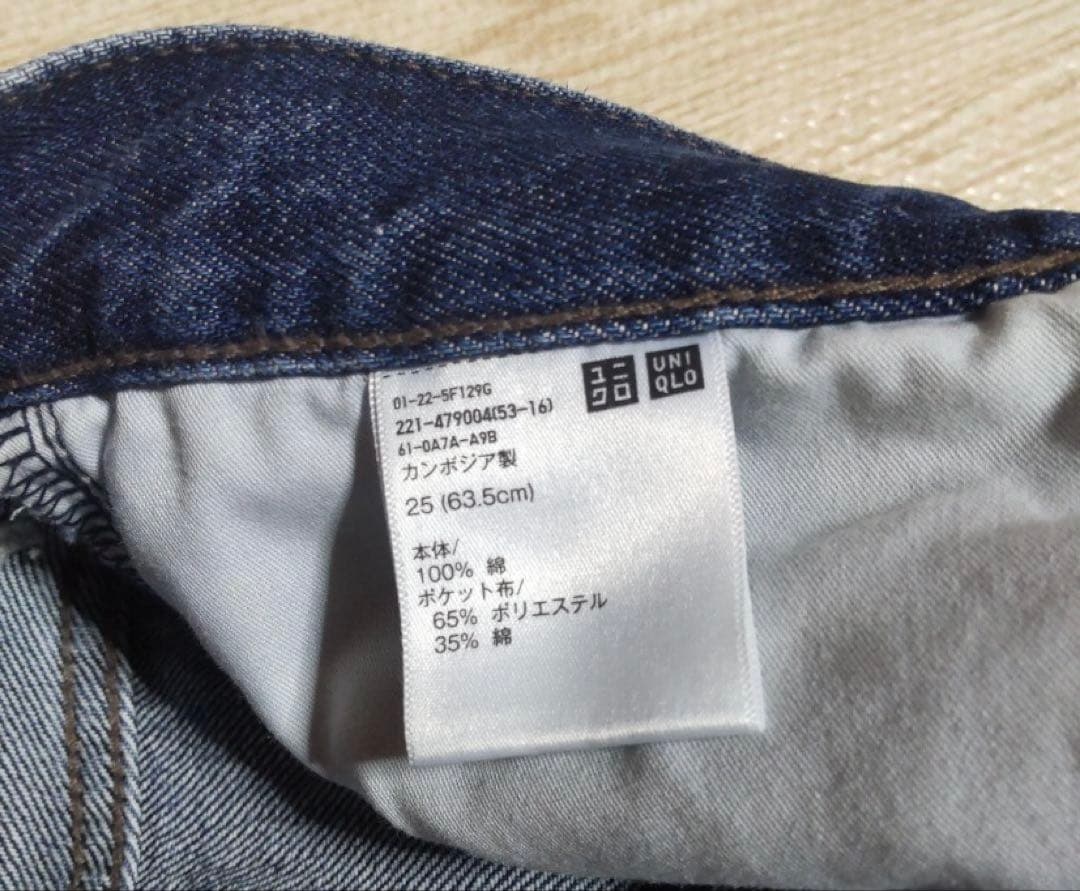 ユニ
クロ
UNI
QLO
01-22-5F129G
221-479004(53-16)
61-0A7A-A9B
カンボジア製
25 (63.5cm)
本体/
100% 綿
ポケット布/
65% ポリエステル
35% 綿